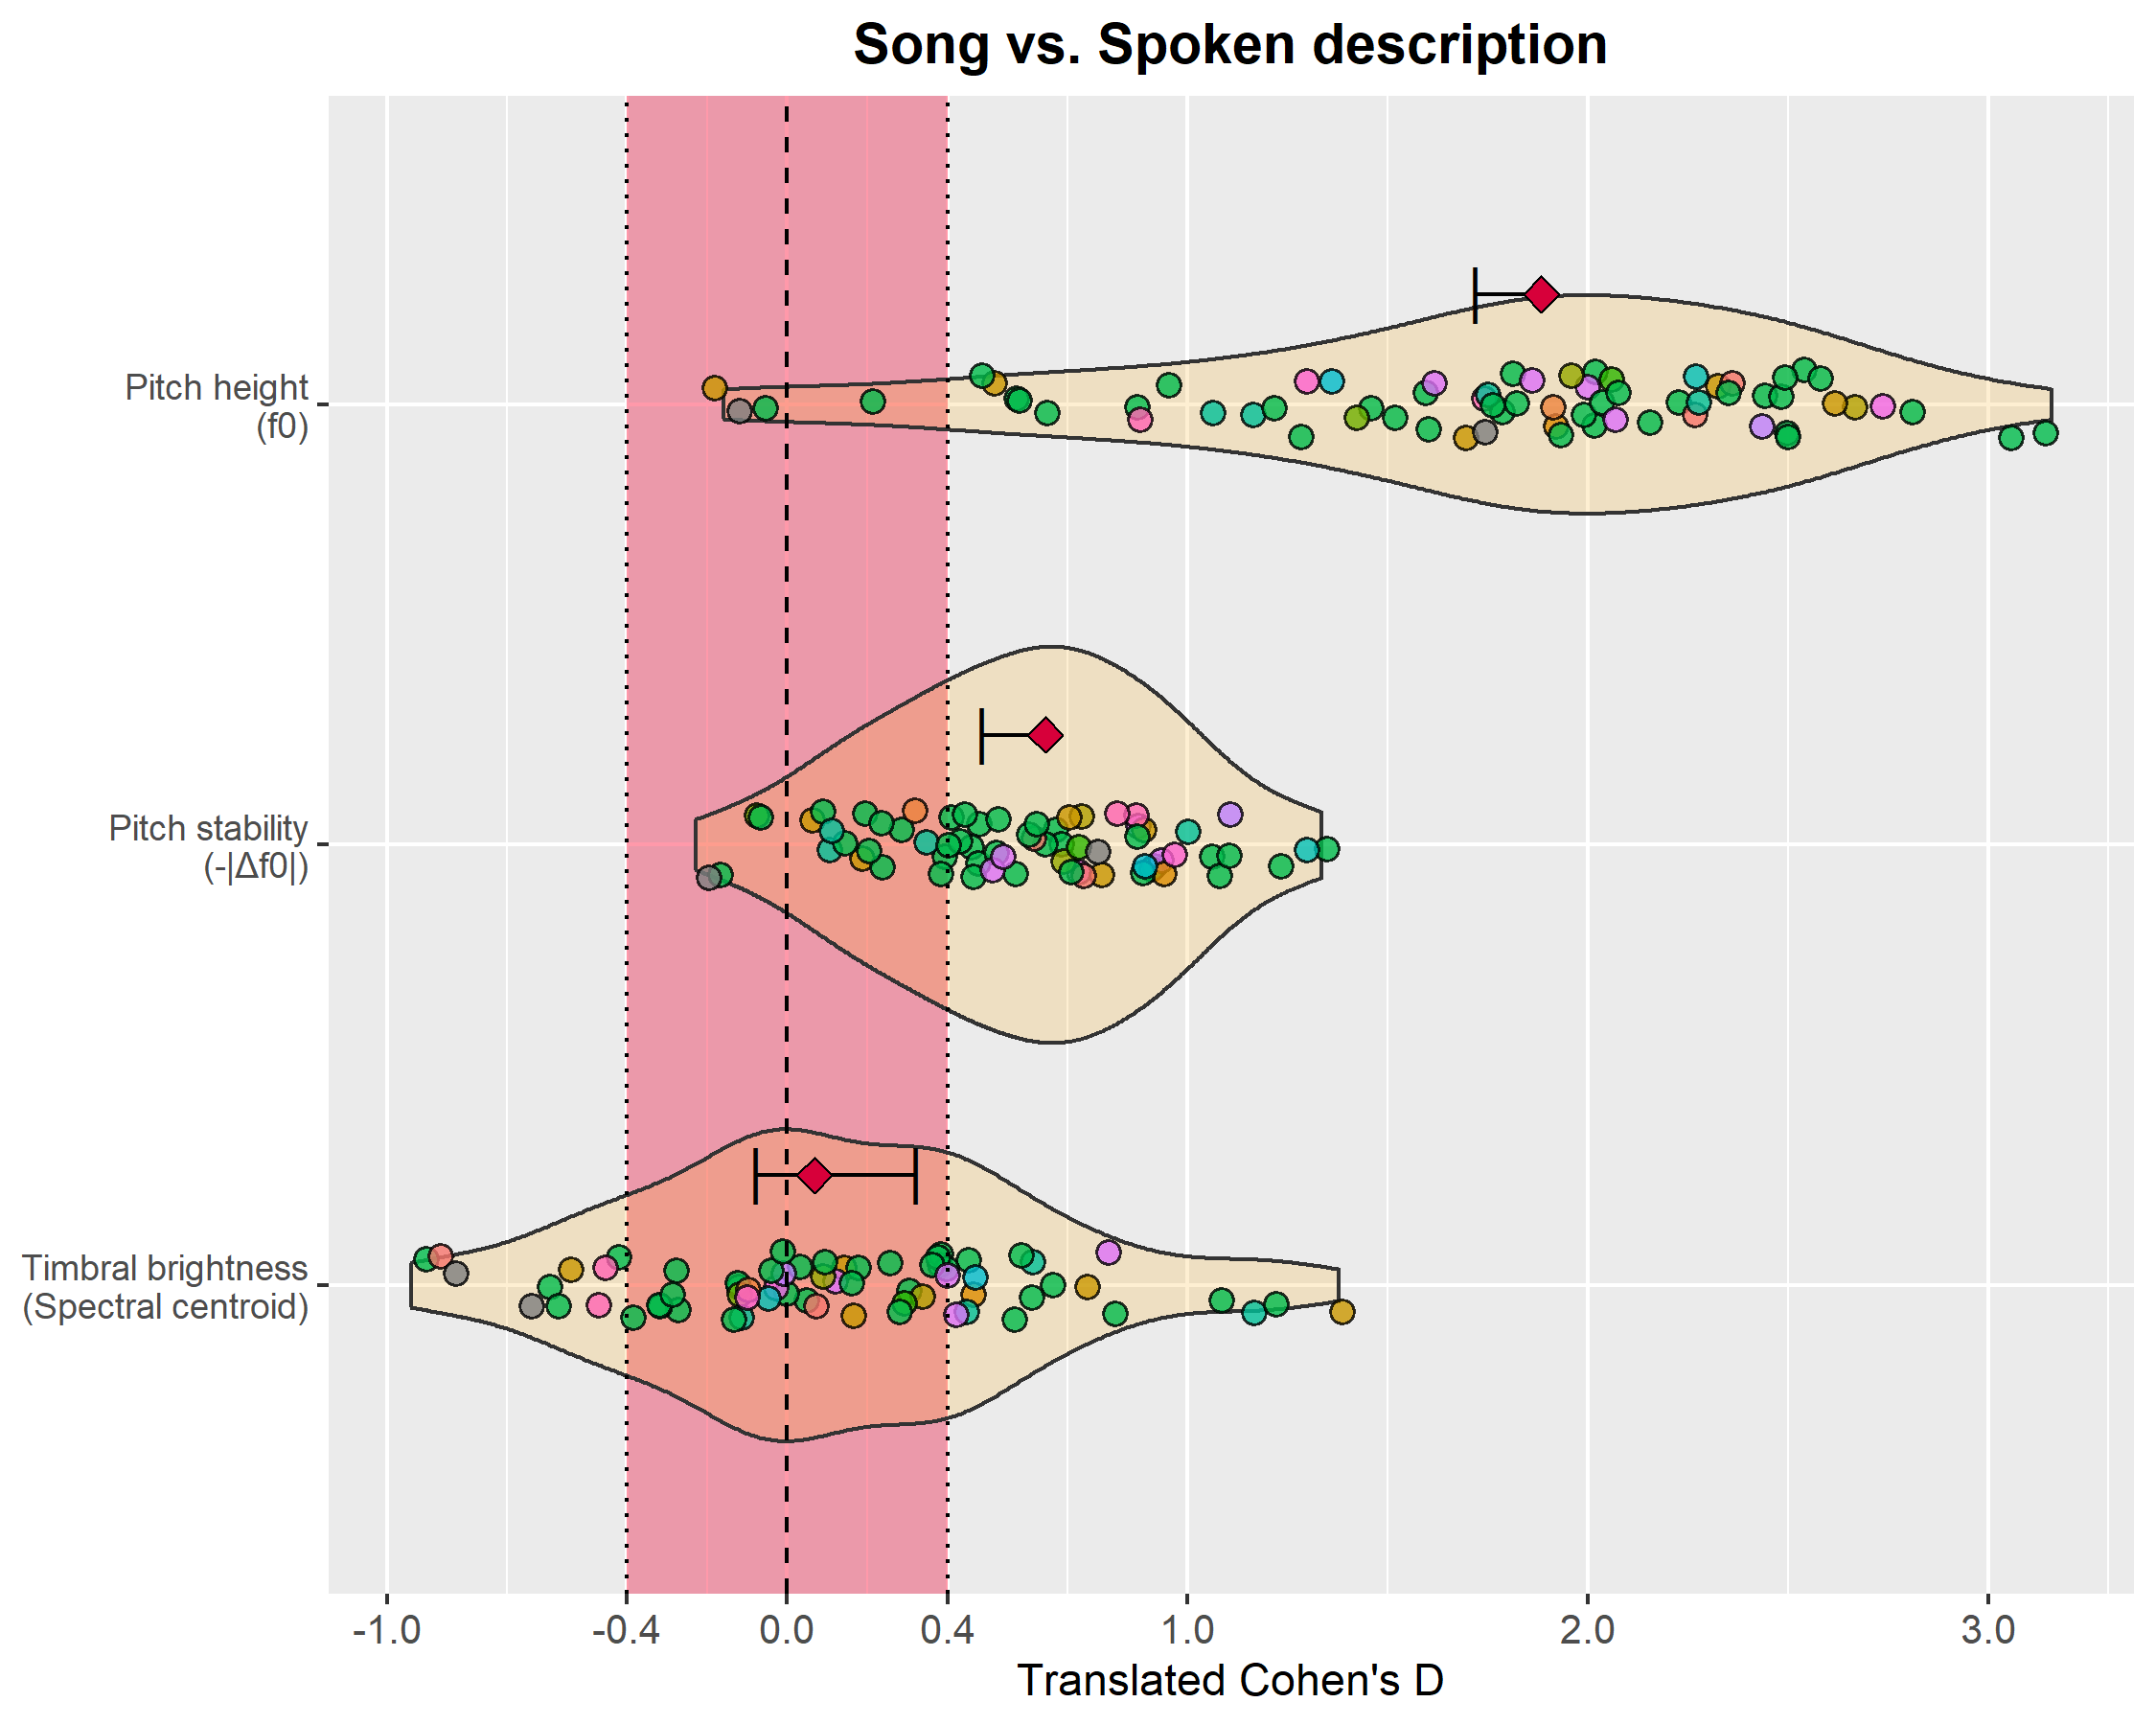 Song vs. Spoken description
Pitch height
(f0)
Pitch stability
(-|Δf0|)
Timbral brightness
(Spectral centroid)
-1.0
-0.4
0.0
0.4
1.0
2.0
3.0
Translated Cohen's D